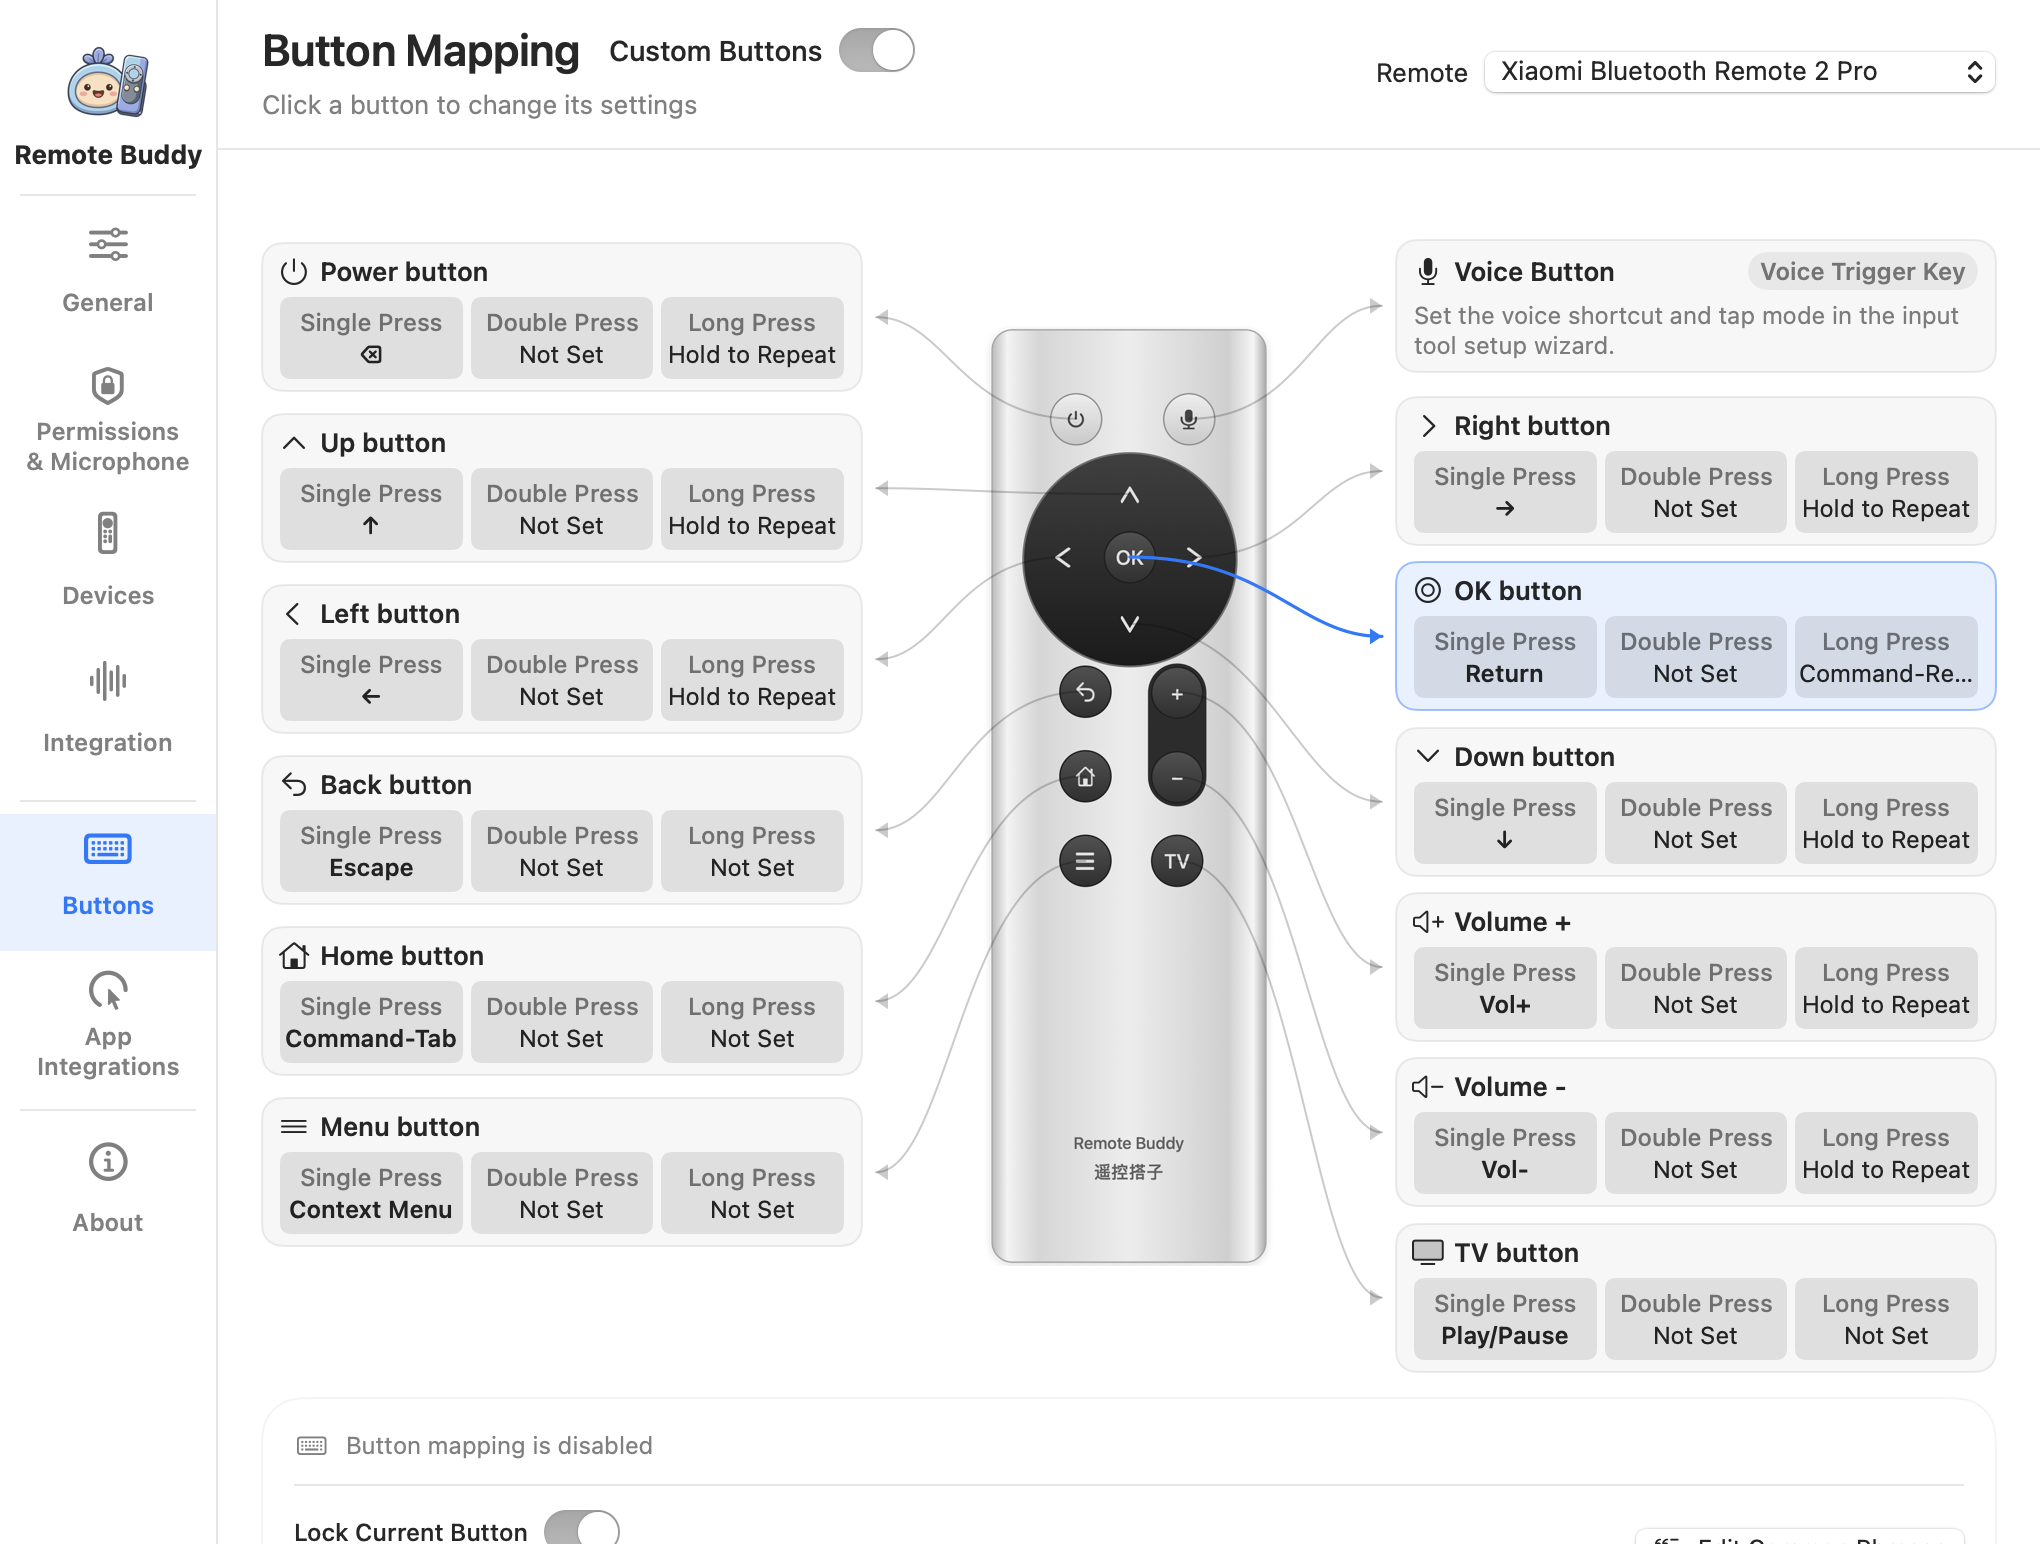 Remote Buddy
General
Permissions
& Microphone
Devices
Integration
Buttons
App
Integrations
About
Button Mapping
Custom Buttons
Click a button to change its settings
Remote
Xiaomi Bluetooth Remote 2 Pro
Power button
Single Press
Double Press
Not Set
Long Press
Hold to Repeat
Up button
Single Press
↑
Double Press
Not Set
Long Press
Hold to Repeat
Left button
Single Press
←
Double Press
Not Set
Long Press
Hold to Repeat
Back button
Single Press
Escape
Double Press
Not Set
Long Press
Not Set
Home button
Single Press
Command-Tab
Double Press
Not Set
Long Press
Not Set
Menu button
Single Press
Context Menu
Double Press
Not Set
Long Press
Not Set
OK
+
−
TV
Remote Buddy
遥控搭子
Voice Button
Voice Trigger Key
Set the voice shortcut and tap mode in the input
tool setup wizard.
Right button
Single Press
→
Double Press
Not Set
Long Press
Hold to Repeat
OK button
Single Press
Return
Double Press
Not Set
Long Press
Command-Re...
Down button
Single Press
↓
Double Press
Not Set
Long Press
Hold to Repeat
Volume +
Single Press
Vol+
Double Press
Not Set
Long Press
Hold to Repeat
Volume -
Single Press
Vol-
Double Press
Not Set
Long Press
Hold to Repeat
TV button
Single Press
Play/Pause
Double Press
Not Set
Long Press
Not Set
Button mapping is disabled
Lock Current Button